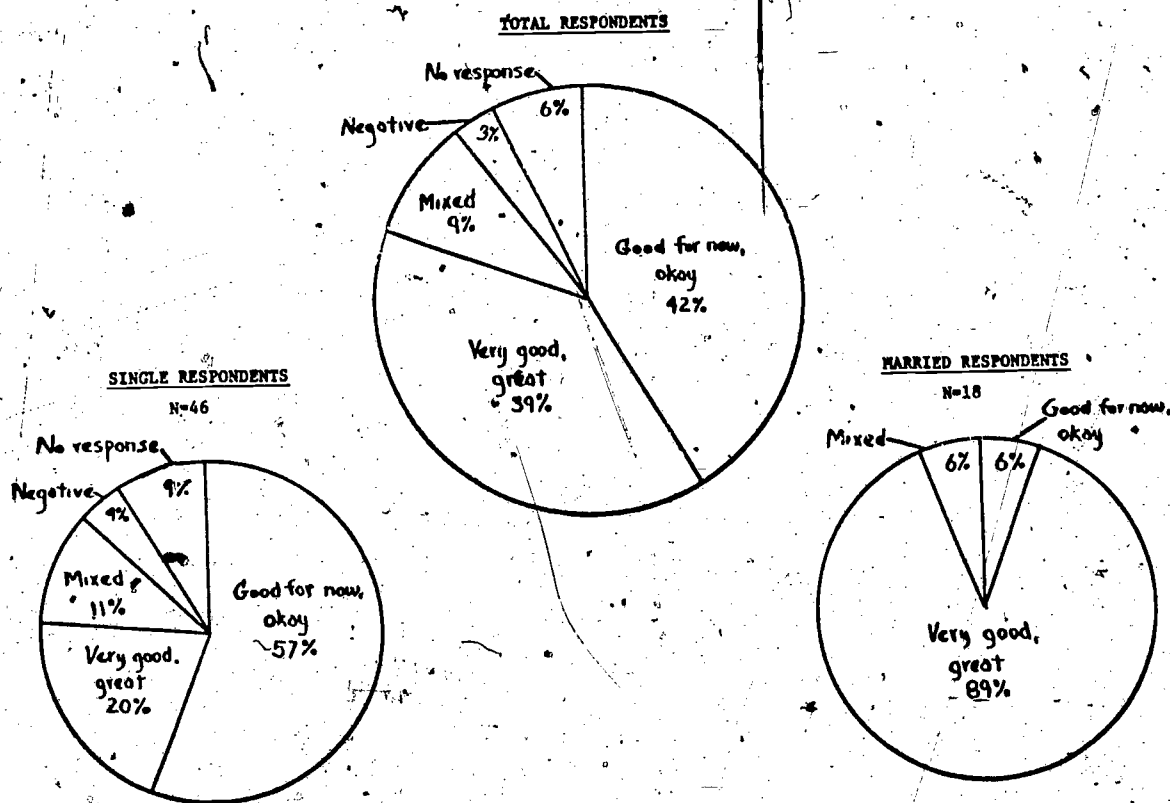 TOTAL RESPONDENTS
No response
6%
Negative
3%
Mixed
9%
Good for now,
okay
42%
Very good,
great
39%
SINGLE RESPONDENTS
N=46
No response
9%
Negative
4%
Mixed
11%
Good for now,
okay
57%
Very good,
great
20%
MARRIED RESPONDENTS
N=18
Good for now,
okay
Mixed
6%
6%
Very good,
great
89%